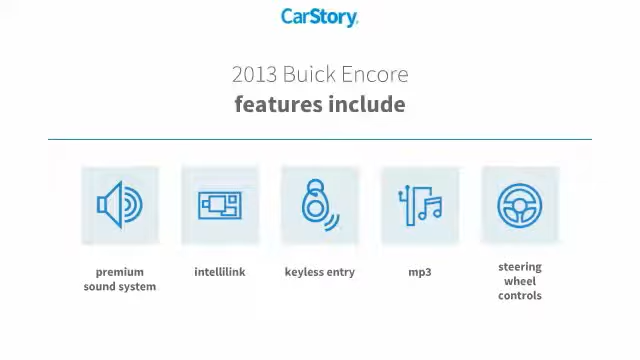 CarStory
2013 Buick Encore
features include
premium
sound system
intellilink
keyless entry
mp3
steering
wheel
controls